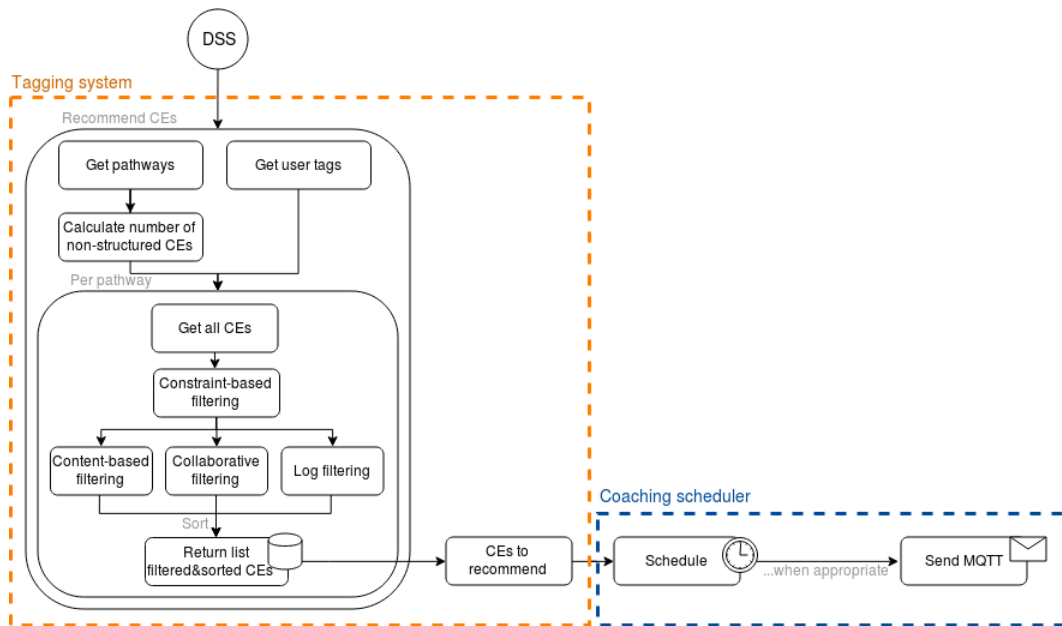 DSS
Tagging system
Recommend CEs
Get pathways
Get user tags
Calculate number of
non-structured CEs
Per pathway
Get all CEs
Constraint-based
filtering
Content-based
filtering
Collaborative
filtering
Log filtering
Sort
Return list
filtered&sorted CEs
CEs to
recommend
Coaching scheduler
Schedule
...when appropriate
Send MQTT